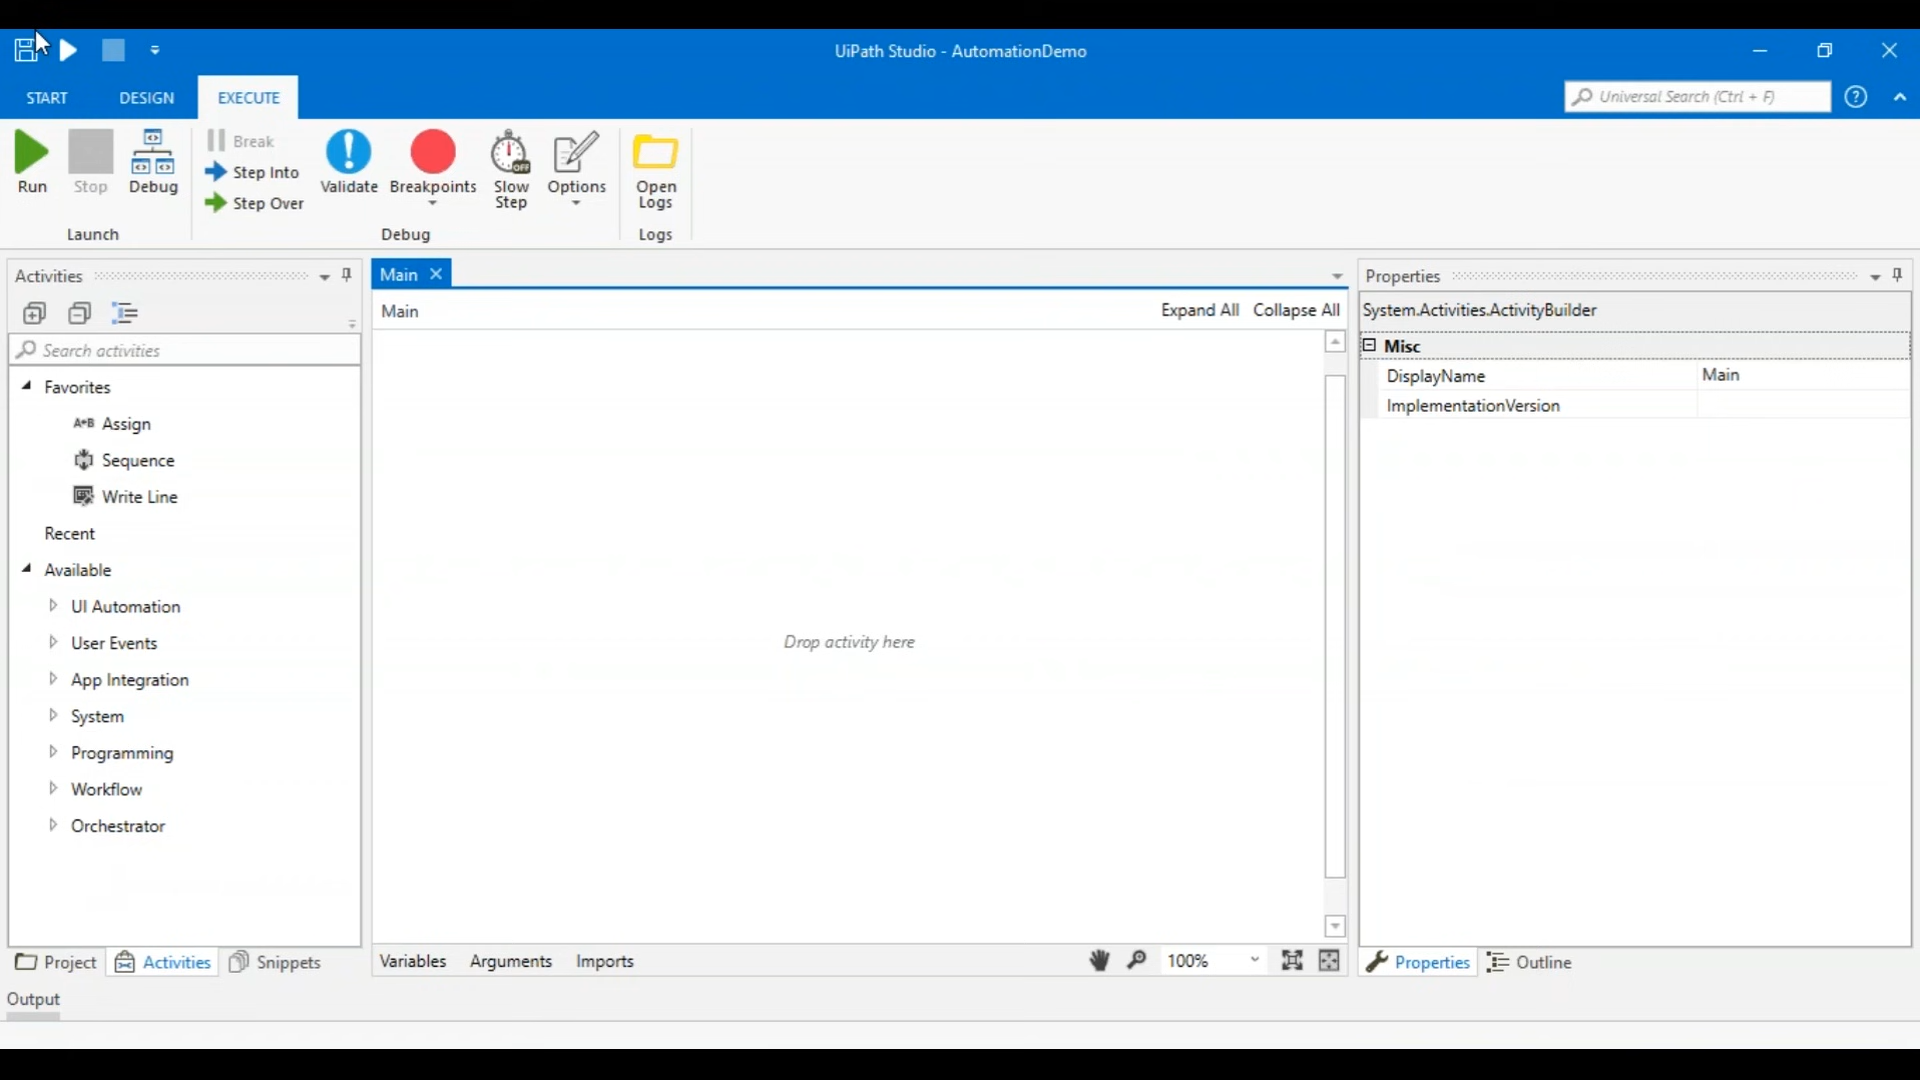 UiPath Studio - AutomationDemo
START DESIGN EXECUTE
Universal Search (Ctrl + F)
Run
Stop
Debug
Launch
Break
Step Into
Step Over
Validate
Breakpoints
Slow
Step
Options
Debug
Open
Logs
Logs
Activities
Search activities
Favorites
A+B Assign
Sequence
Write Line
Recent
Available
UI Automation
User Events
App Integration
System
Programming
Workflow
Orchestrator
Project Activities Snippets
Output
Main
Main Expand All Collapse All
Drop activity here
Variables Arguments Imports 100%
Properties
System.Activities.ActivityBuilder
Misc
DisplayName Main
ImplementationVersion
Properties Outline